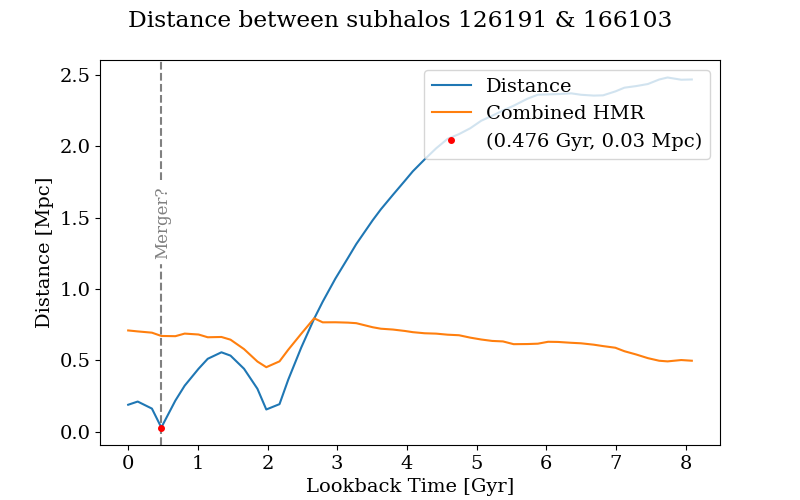 Distance between subhalos 126191 & 166103
Distance
Combined HMR
(0.476 Gyr, 0.03 Mpc)
Merger?
Distance [Mpc]
2.5
2.0
1.5
1.0
0.5
0.0
0 1 2 3 4 5 6 7 8
Lookback Time [Gyr]